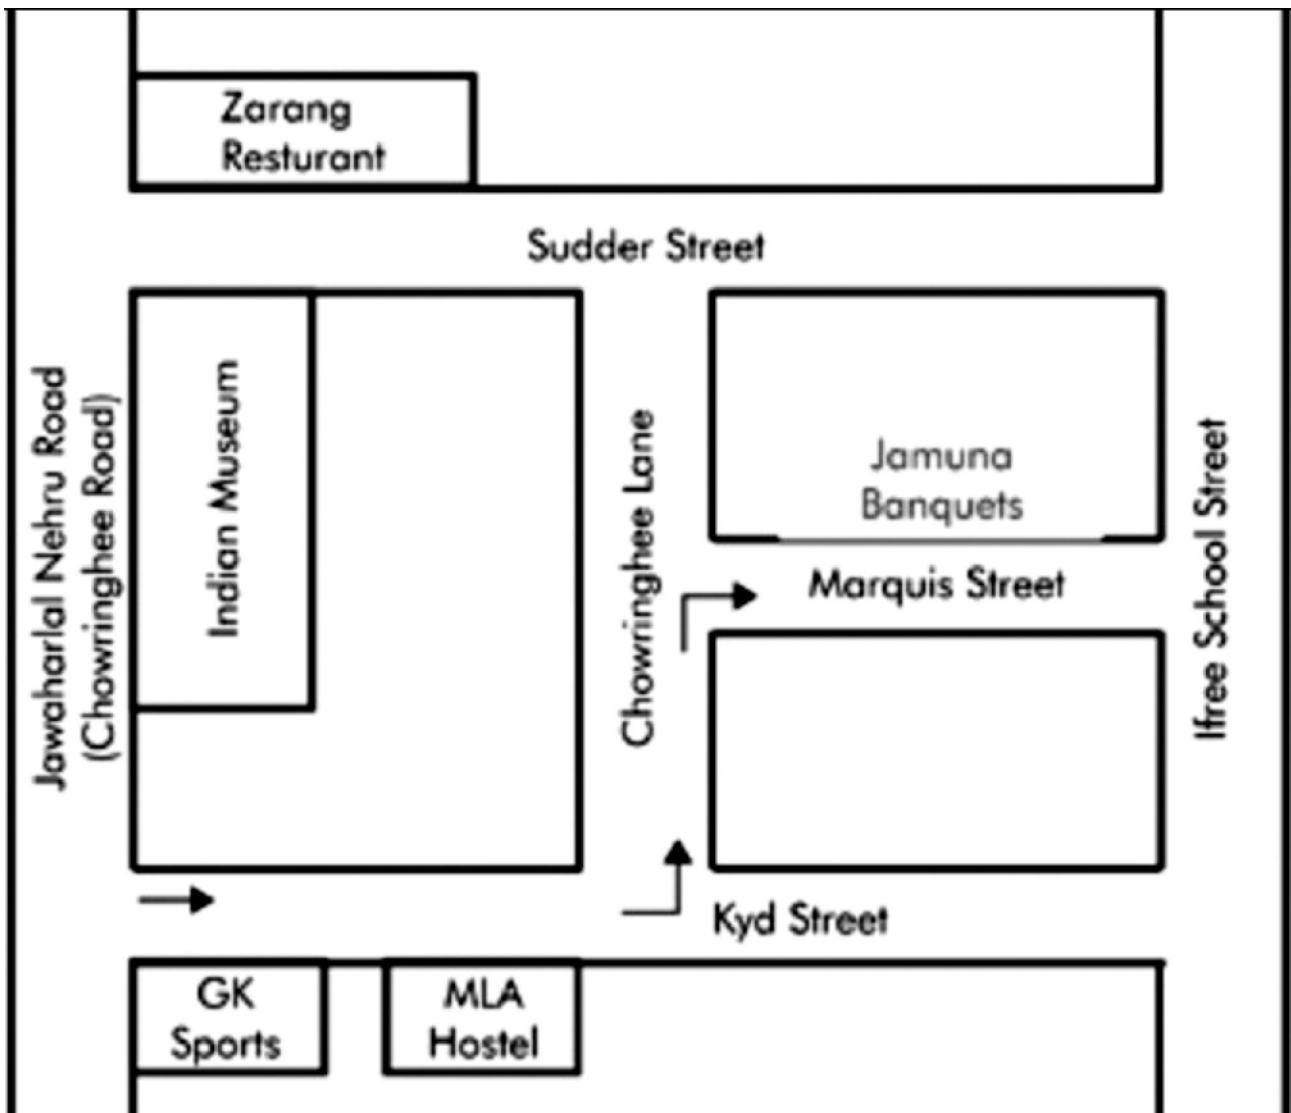 Zarang
Resturant
Sudder Street
Jawaharlal Nehru Road
(Chowringhee Road)
Indian Museum
Chowringhee Lane
Jamuna
Banquets
Marquis Street
Ifree School Street
Kyd Street
GK
Sports
MLA
Hostel